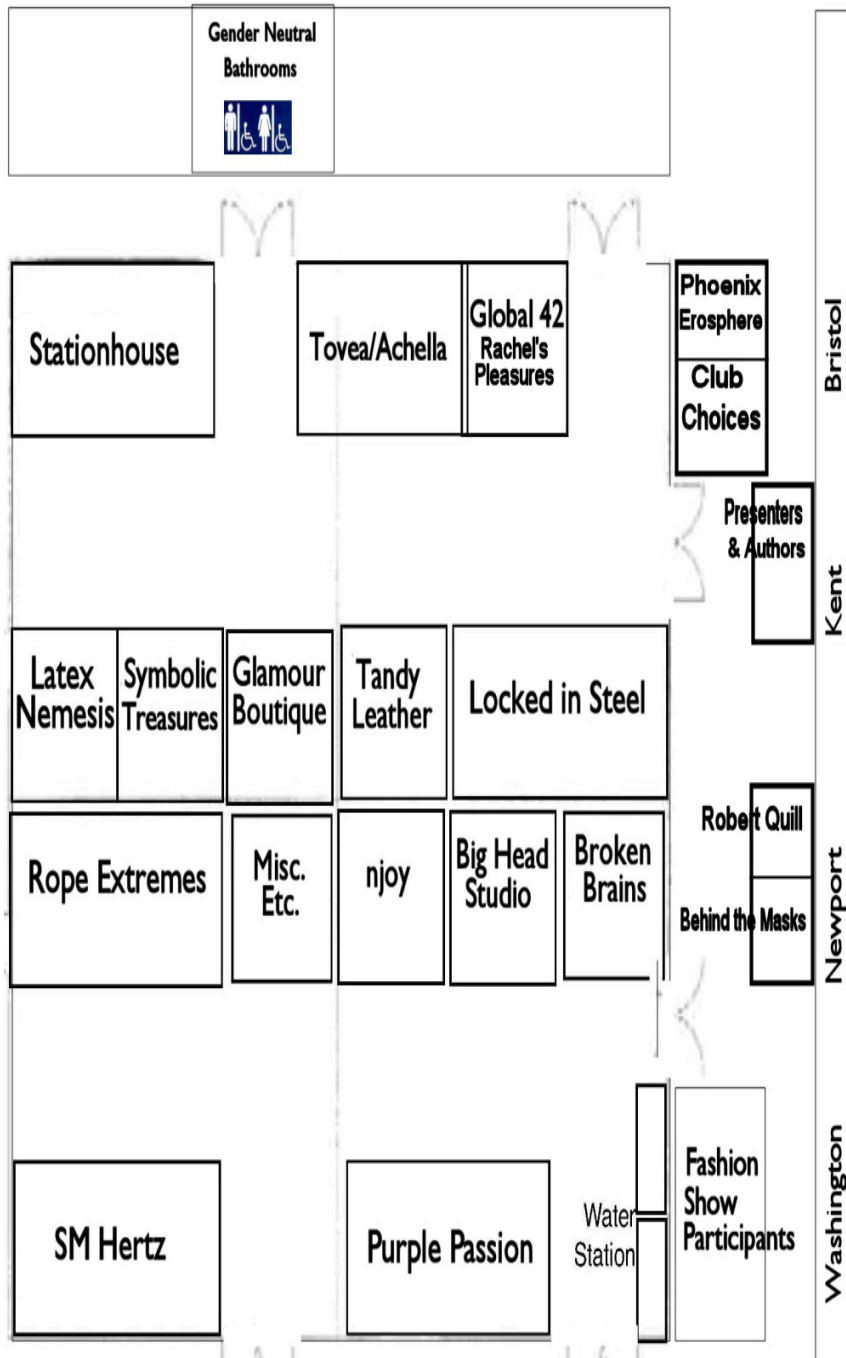 Gender Neutral
Bathrooms
Stationhouse
Tovea/Achella
Global 42
Rachel's
Pleasures
Phoenix
Erosphere
Club
Choices
Bristol
Presenters
& Authors
Kent
Latex
Nemesis
Symbolic
Treasures
Glamour
Boutique
Tandy
Leather
Locked in Steel
Rope Extremes
Misc.
Etc.
njoy
Big Head
Studio
Broken
Brains
Robert Quill
Behind the Masks
Newport
SM Hertz
Purple Passion
Water
Station
Fashion
Show
Participants
Washington